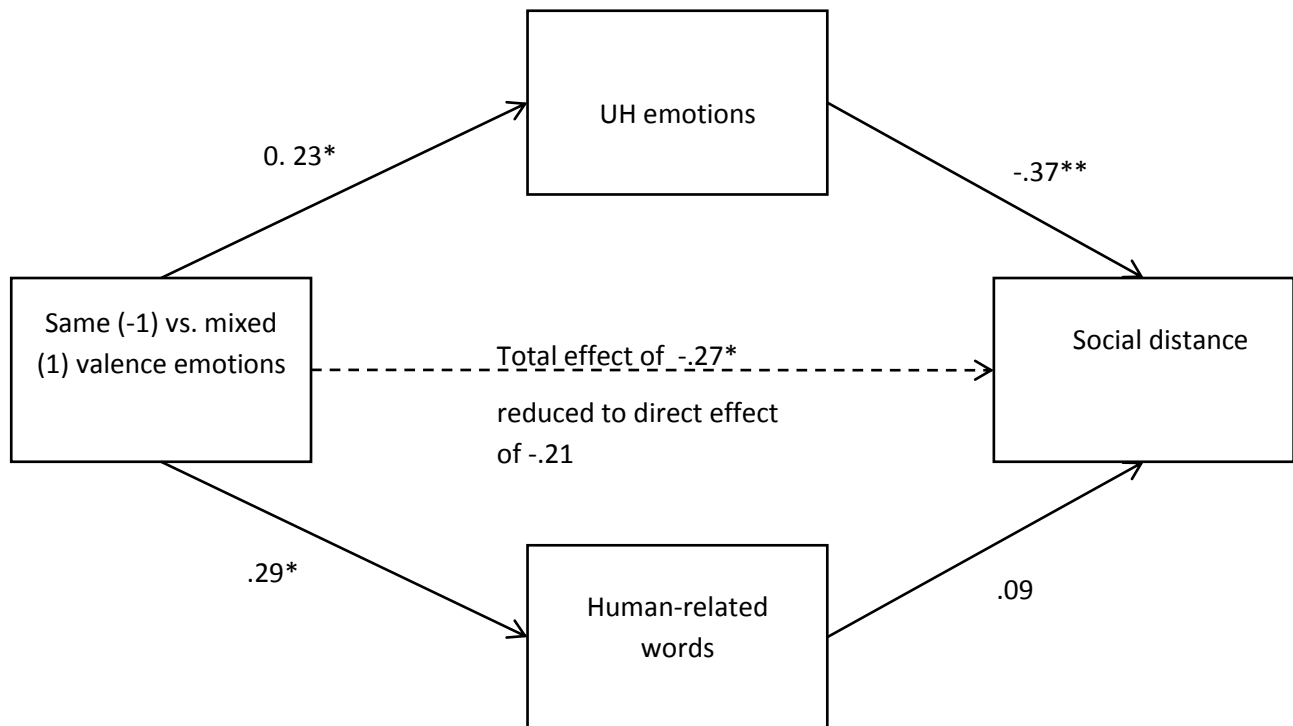 UH emotions
0. 23*
-.37**
Same (-1) vs. mixed
(1) valence emotions
Total effect of -.27*
reduced to direct effect
of -.21
Social distance
.29*
Human-related
words
.09